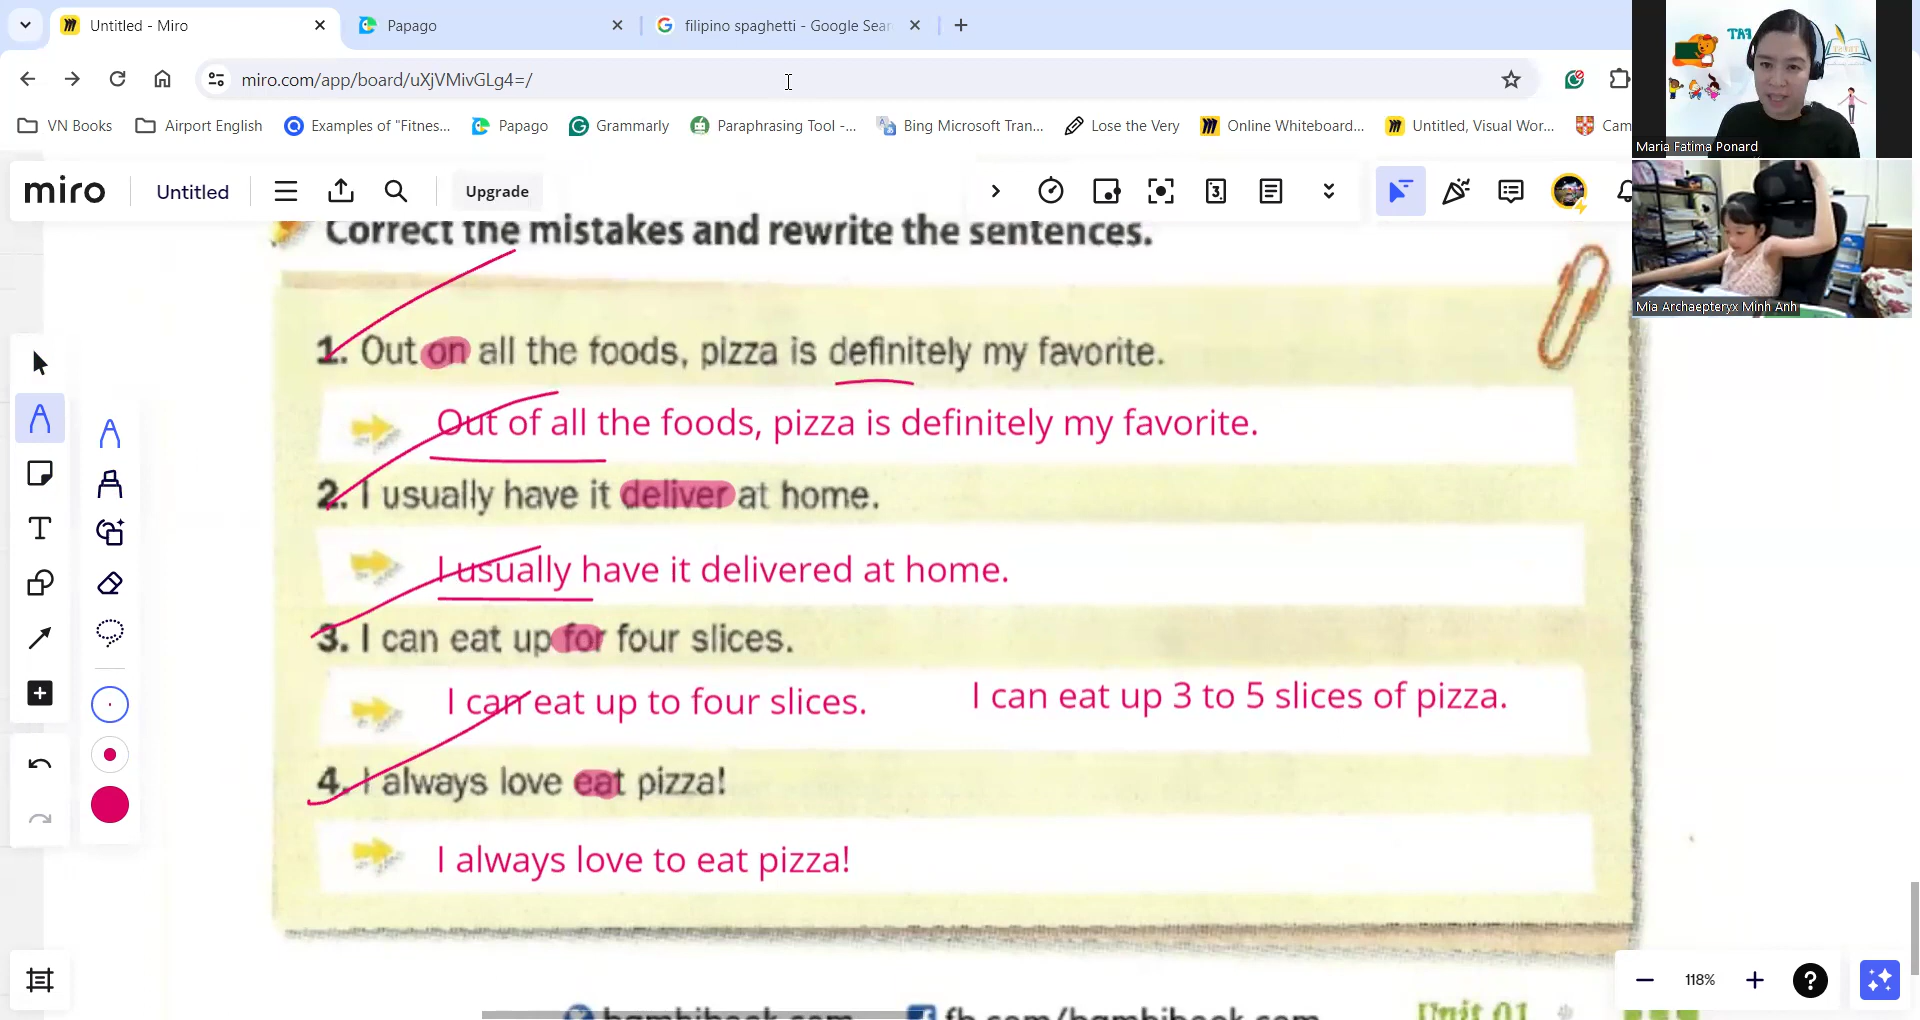 Untitled - Miro
Papago
filipino spaghetti - Google Sear
miro.com/app/board/uXjVMivGLg4=/
VN Books
Airport English
Examples of "Fitnes...
Papago
Grammarly
Paraphrasing Tool -...
Bing Microsoft Tran...
Lose the Very
Online Whiteboard...
Untitled, Visual Wor...
Cam
Maria Fatima Ponard
Mia Archaepteryx Minh Anh
miro
Untitled
Upgrade
Correct the mistakes and rewrite the sentences.
1. Out on all the foods, pizza is definitely my favorite.
Out of all the foods, pizza is definitely my favorite.
2. I usually have it deliver at home.
I usually have it delivered at home.
3. I can eat up for four slices.
I can eat up to four slices.
I can eat up 3 to 5 slices of pizza.
4. I always love eat pizza!
I always love to eat pizza!
118%
Unit 01